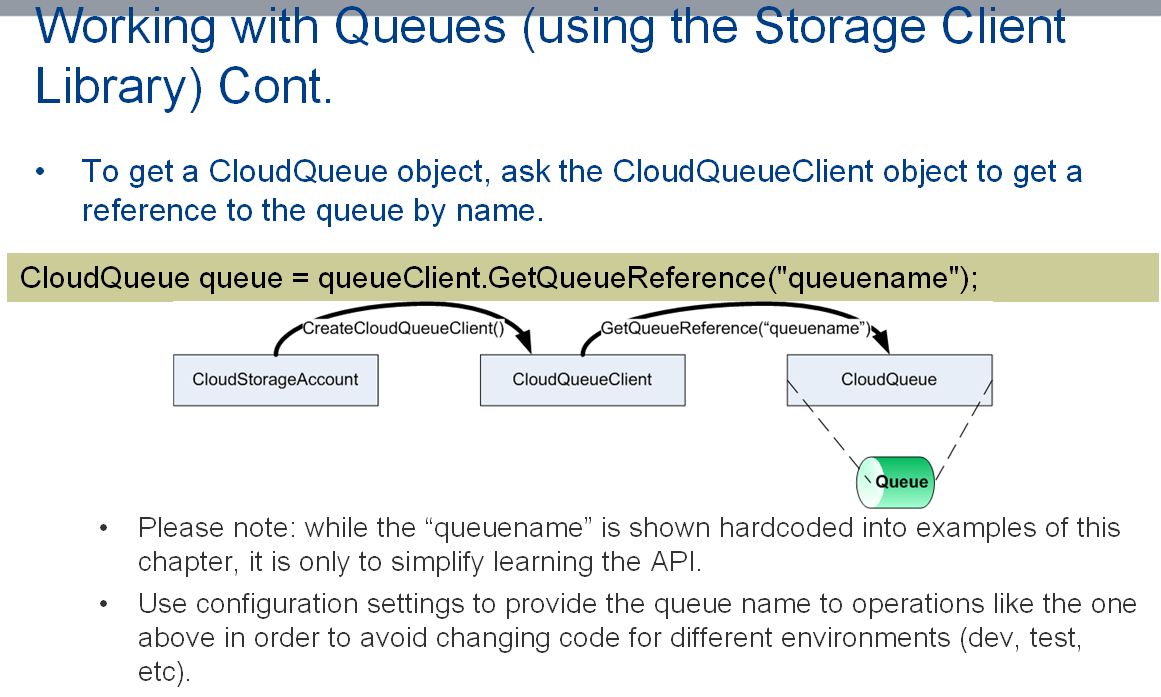 Working with Queues (using the Storage Client
Library) Cont.
• To get a CloudQueue object, ask the CloudQueueClient object to get a
reference to the queue by name.
CloudQueue queue = queueClient.GetQueueReference("queuename");
CreateCloudQueueClient()
GetQueueReference(“queuename”)
CloudStorageAccount
CloudQueueClient
CloudQueue
Queue
• Please note: while the “queuename” is shown hardcoded into examples of this
chapter, it is only to simplify learning the API.
• Use configuration settings to provide the queue name to operations like the one
above in order to avoid changing code for different environments (dev, test,
etc).